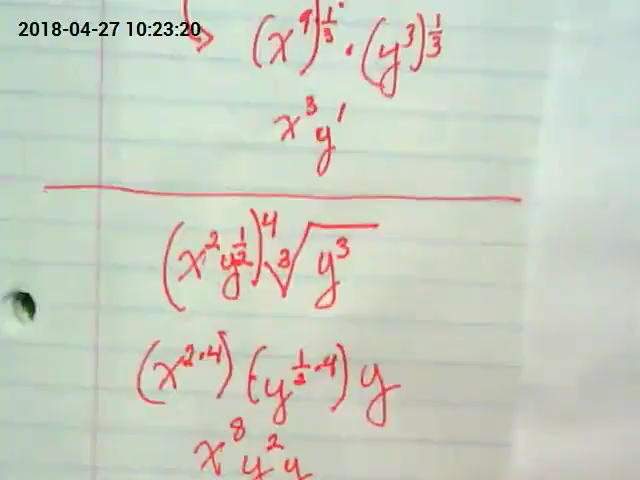 2018-04-27 10:23:20
(x^9)^{1/3} · (y^3)^{1/3}
x^3 y^1
(x^2 y^{1/2})^4 ∛(y^3)
(x^{2·4}) (y^{1/2·4}) y
x^8 y^2 y